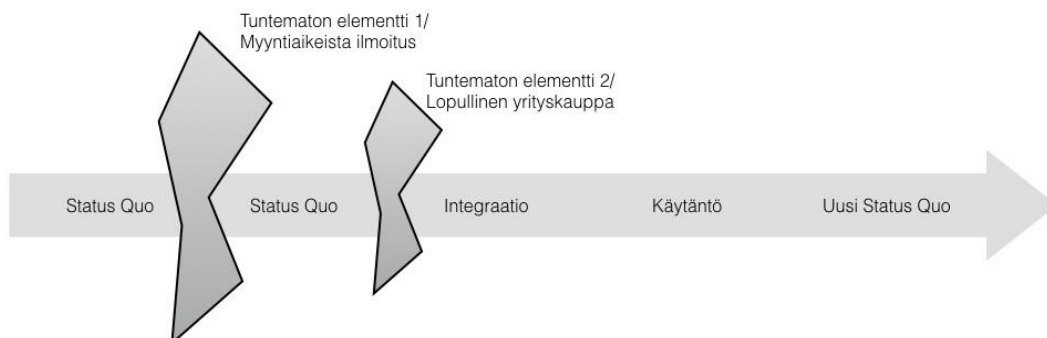 Tuntematon elementti 1/
Myyntiaikeista ilmoitus
Tuntematon elementti 2/
Lopullinen yrityskauppa
Status Quo
Status Quo
Integraatio
Käytäntö
Uusi Status Quo